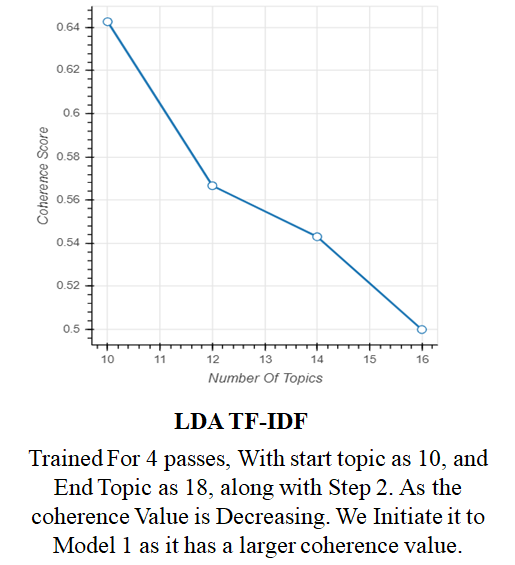 0.64
0.62
0.6
0.58
0.56
0.54
0.52
0.5
Coherence Score
10 11 12 13 14 15 16
Number Of Topics
LDA TF-IDF
Trained For 4 passes, With start topic as 10, and
End Topic as 18, along with Step 2. As the
coherence Value is Decreasing. We Initiate it to
Model 1 as it has a larger coherence value.